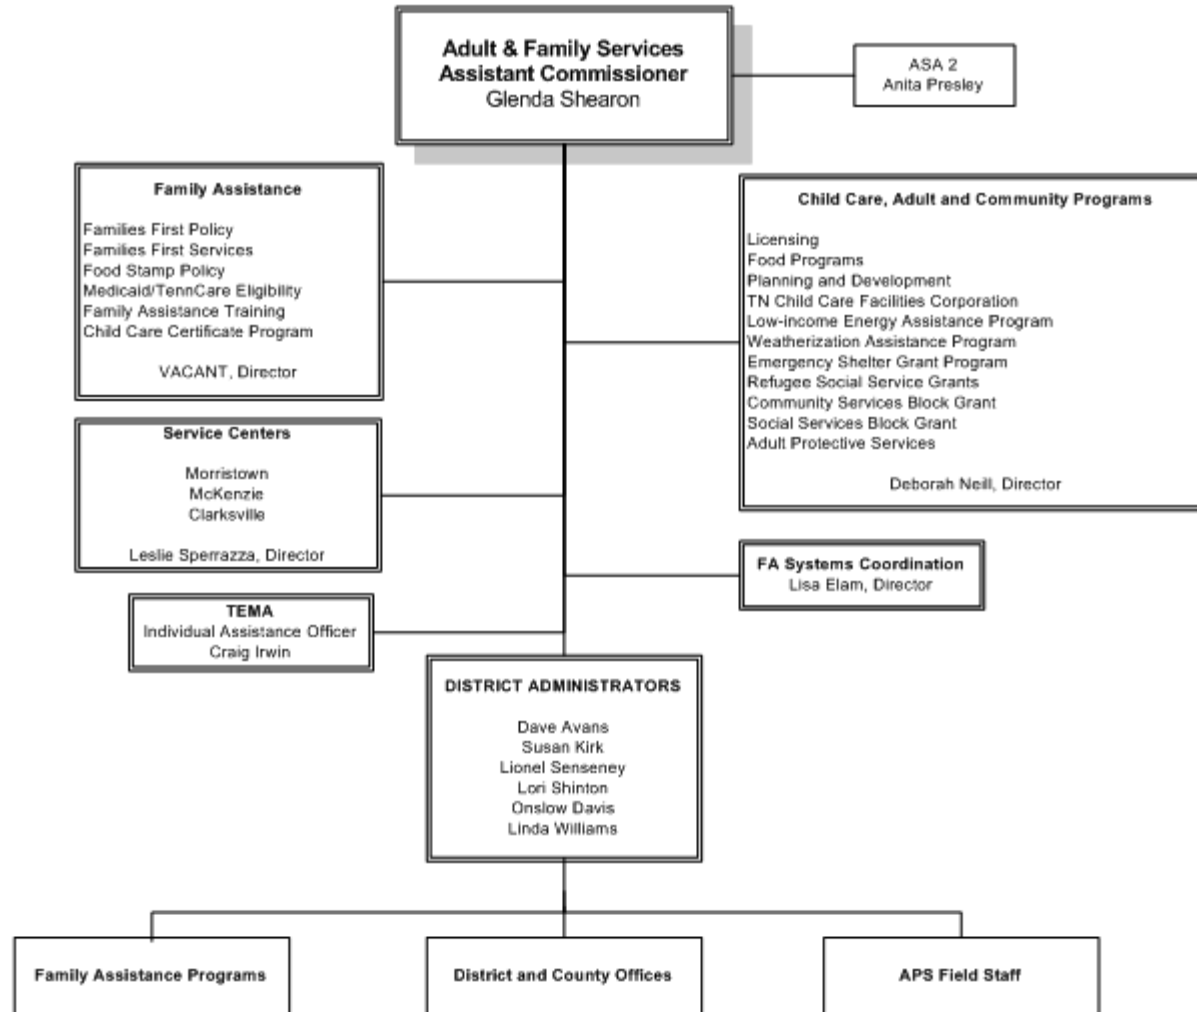 Adult & Family Services
Assistant Commissioner
Glenda Shearon
ASA 2
Anita Presley
Family Assistance
Families First Policy
Families First Services
Food Stamp Policy
Medicaid/TennCare Eligibility
Family Assistance Training
Child Care Certificate Program
VACANT, Director
Child Care, Adult and Community Programs
Licensing
Food Programs
Planning and Development
TN Child Care Facilities Corporation
Low-income Energy Assistance Program
Weatherization Assistance Program
Emergency Shelter Grant Program
Refugee Social Service Grants
Community Services Block Grant
Social Services Block Grant
Adult Protective Services
Deborah Neill, Director
Service Centers
Morristown
McKenzie
Clarksville
Leslie Sperrazza, Director
FA Systems Coordination
Lisa Elam, Director
TEMA
Individual Assistance Officer
Craig Irwin
DISTRICT ADMINISTRATORS
Dave Avans
Susan Kirk
Lionel Senseney
Lori Shinton
Onslow Davis
Linda Williams
Family Assistance Programs
District and County Offices
APS Field Staff